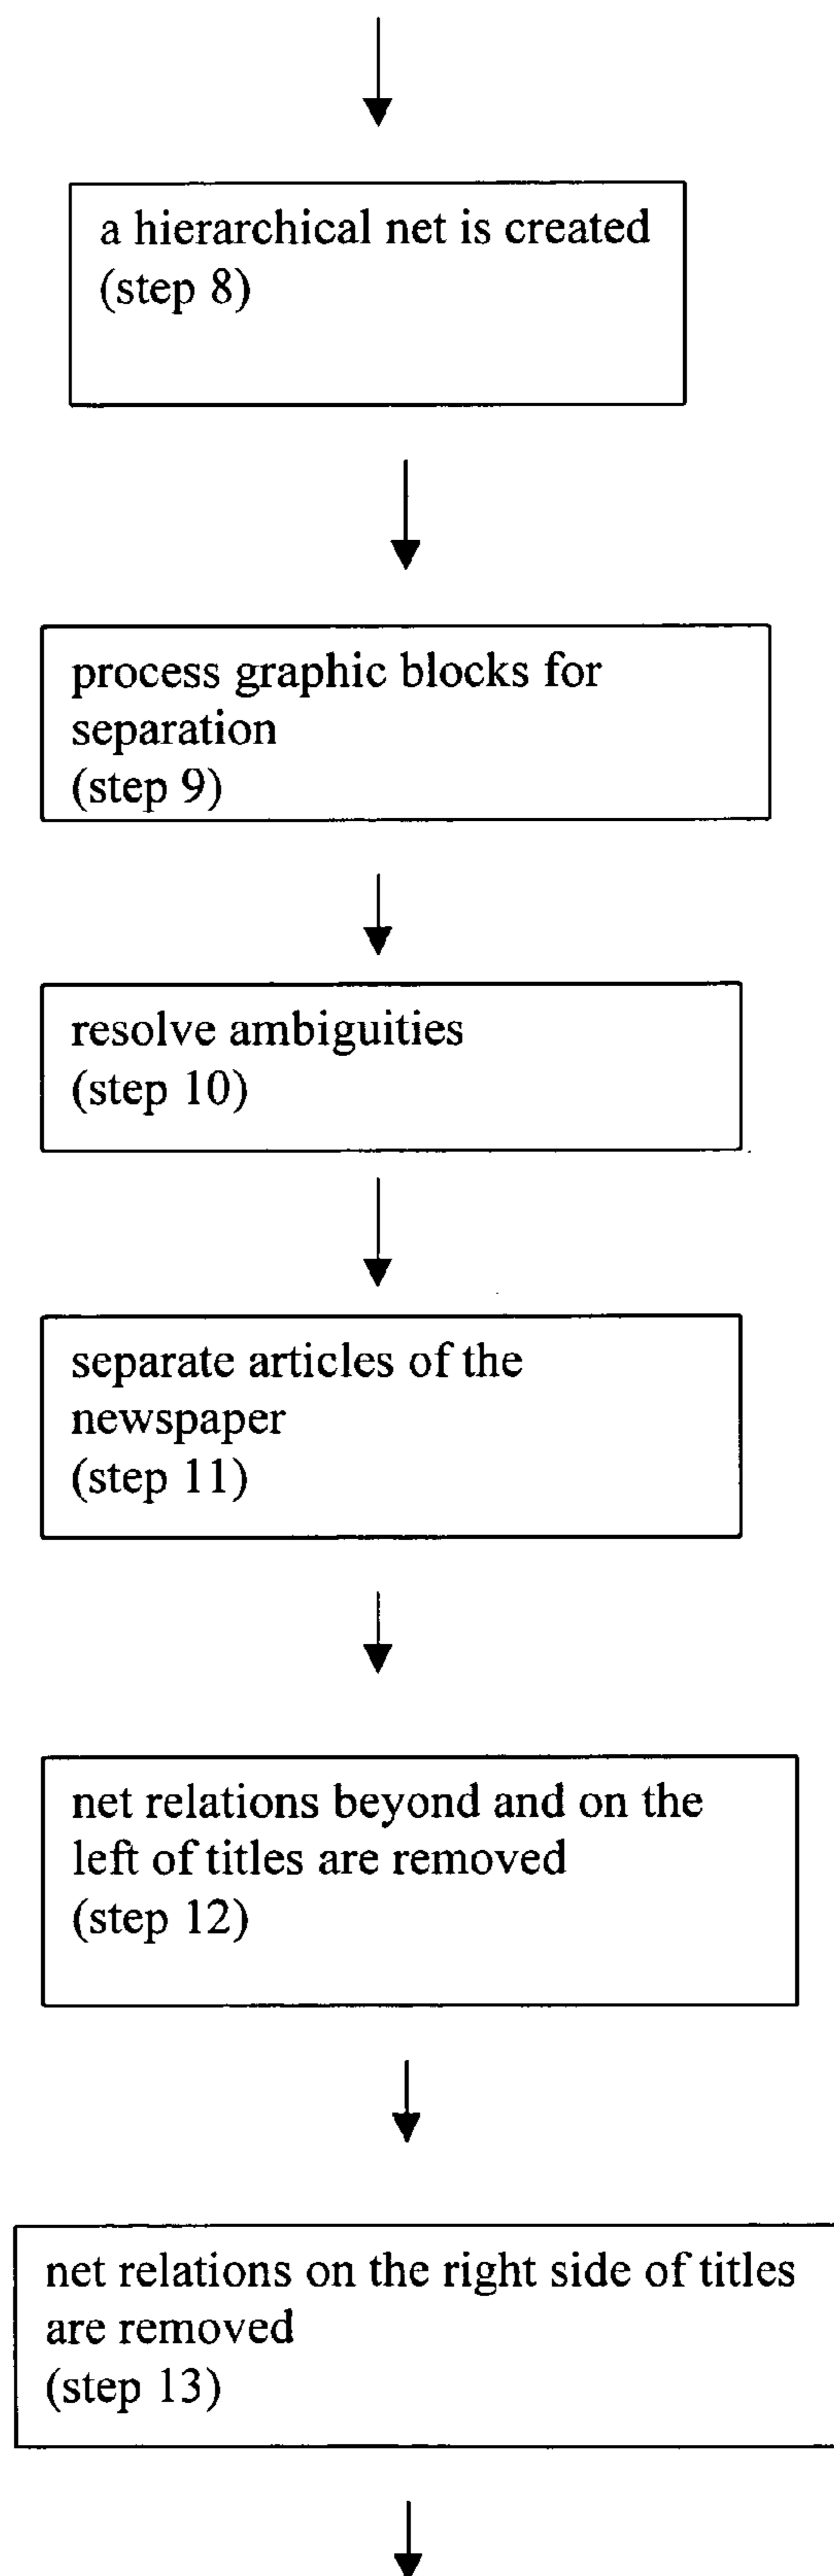 a hierarchical net is created
(step 8)
process graphic blocks for
separation
(step 9)
resolve ambiguities
(step 10)
separate articles of the
newspaper
(step 11)
net relations beyond and on the
left of titles are removed
(step 12)
net relations on the right side of titles
are removed
(step 13)